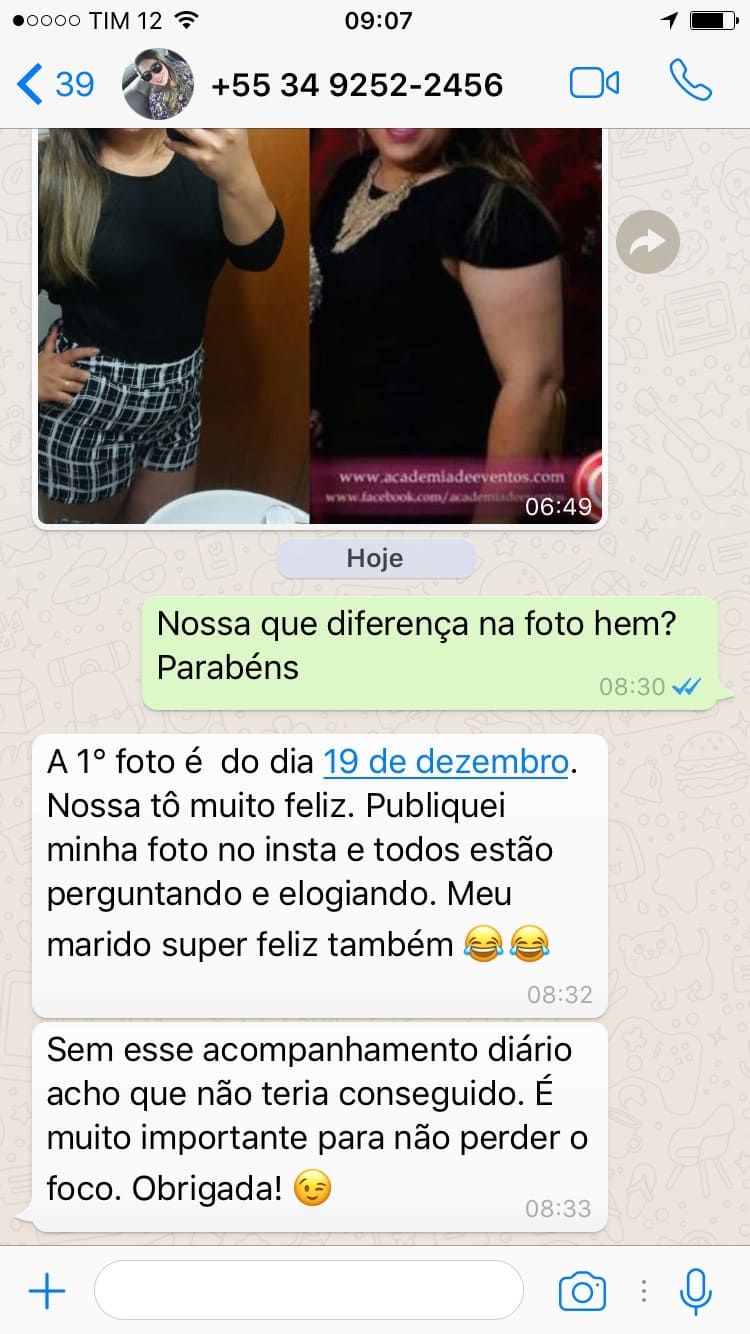 TIM 12
09:07
39
+55 34 9252-2456
www.academiadeeventos.com
www.facebook.com/academiade
06:49
Hoje
Nossa que diferença na foto hem?
Parabéns
08:30
A 1° foto é do dia 19 de dezembro.
Nossa tô muito feliz. Publiquei
minha foto no insta e todos estão
perguntando e elogiando. Meu
marido super feliz também 😂😂
08:32
Sem esse acompanhamento diário
acho que não teria conseguido. É
muito importante para não perder o
foco. Obrigada! 😉
08:33